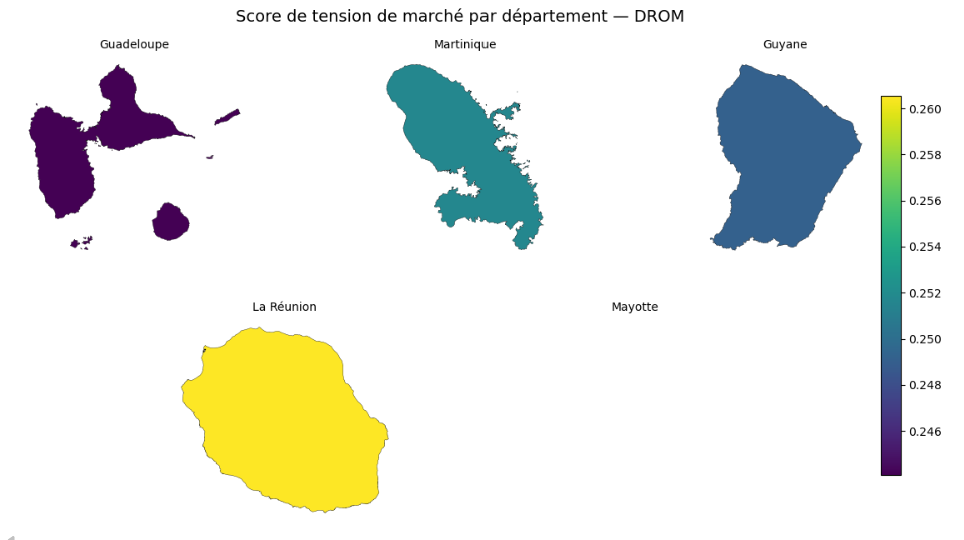 Score de tension de marché par département — DROM
Guadeloupe
Martinique
Guyane
0.260
0.258
0.256
0.254
0.252
0.250
0.248
0.246
La Réunion
Mayotte